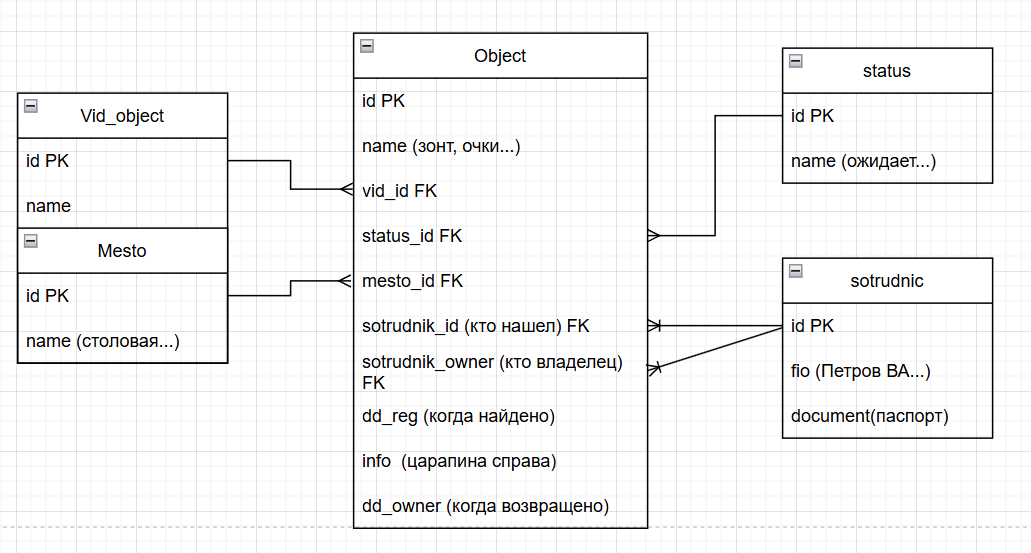 Vid_object
id PK
name
Mesto
id PK
name (столовая...)
Object
id PK
name (зонт, очки...)
vid_id FK
status_id FK
mesto_id FK
sotrudnik_id (кто нашел) FK
sotrudnik_owner (кто владелец)
FK
dd_reg (когда найдено)
info (царапина справа)
dd_owner (когда возвращено)
status
id PK
name (ожидает...)
sotrudnic
id PK
fio (Петров ВА...)
document(паспорт)